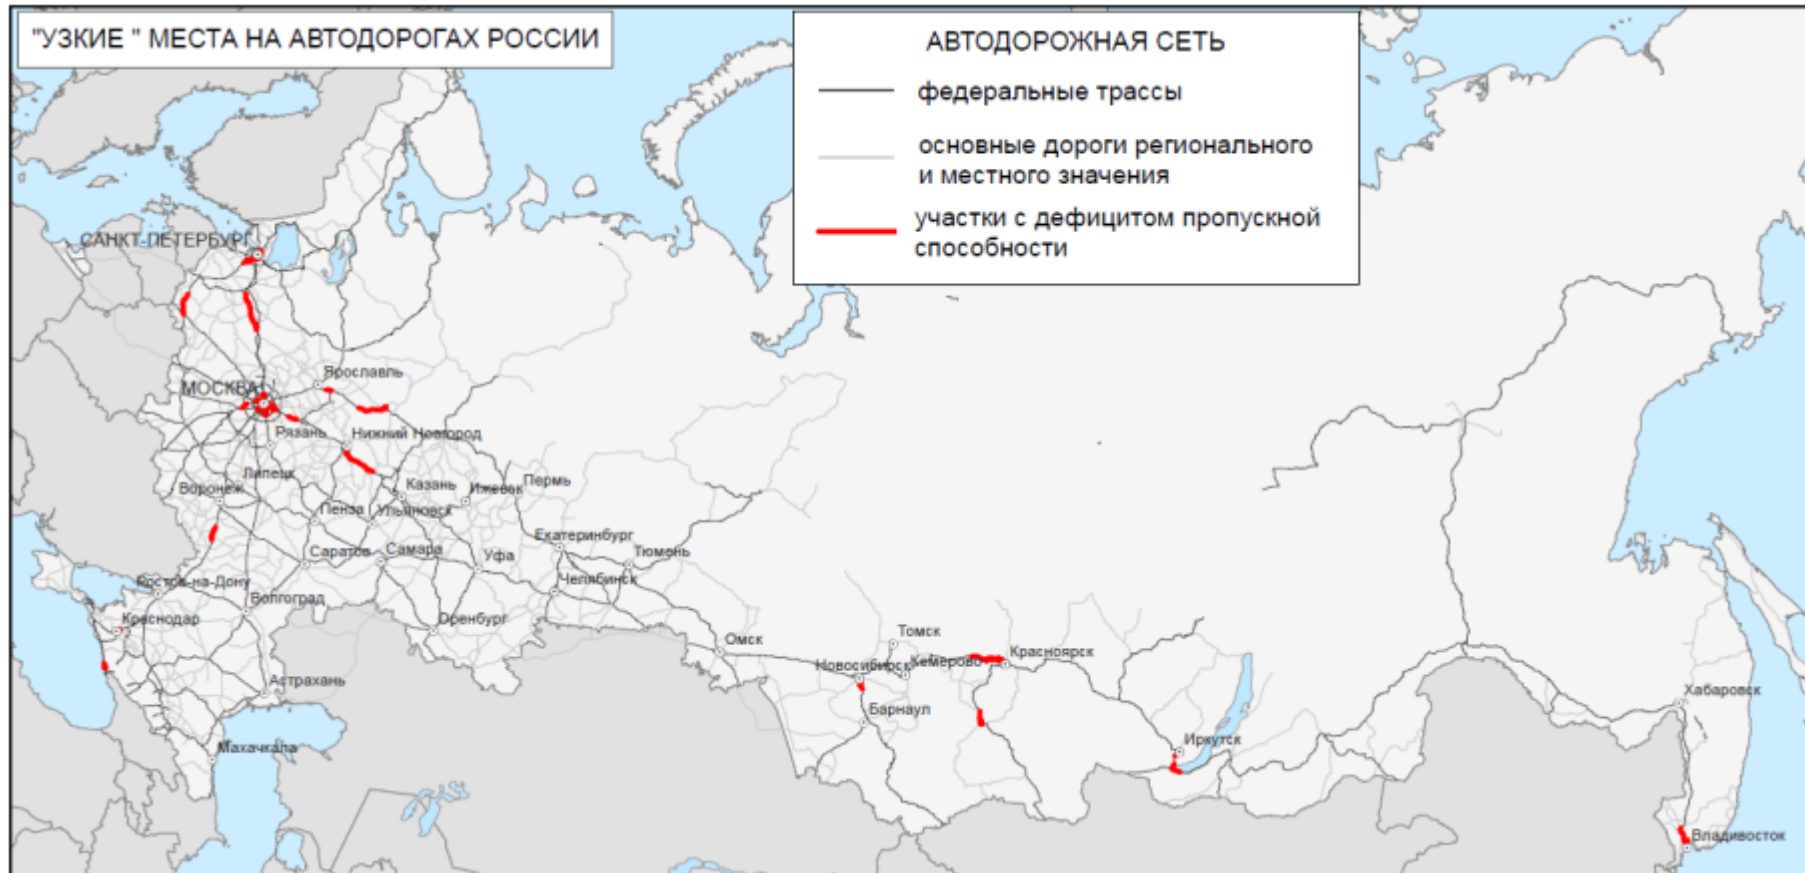 "УЗКИЕ " МЕСТА НА АВТОДОРОГАХ РОССИИ
АВТОДОРОЖНАЯ СЕТЬ
федеральные трассы
основные дороги регионального
и местного значения
участки с дефицитом пропускной
способности
САНКТ-ПЕТЕРБУРГ
Ярославль
МОСКВА
Рязань
Нижний Новгород
Липецк
Воронеж
Казань
Ижевск
Пермь
Пенза
Ульяновск
Екатеринбург
Саратов
Самара
Уфа
Тюмень
Челябинск
Ростов-на-Дону
Волгоград
Краснодар
Оренбург
Омск
Томск
Новосибирск
Кемерово
Красноярск
Астрахань
Барнаул
Хабаровск
Махачкала
Иркутск
Владивосток